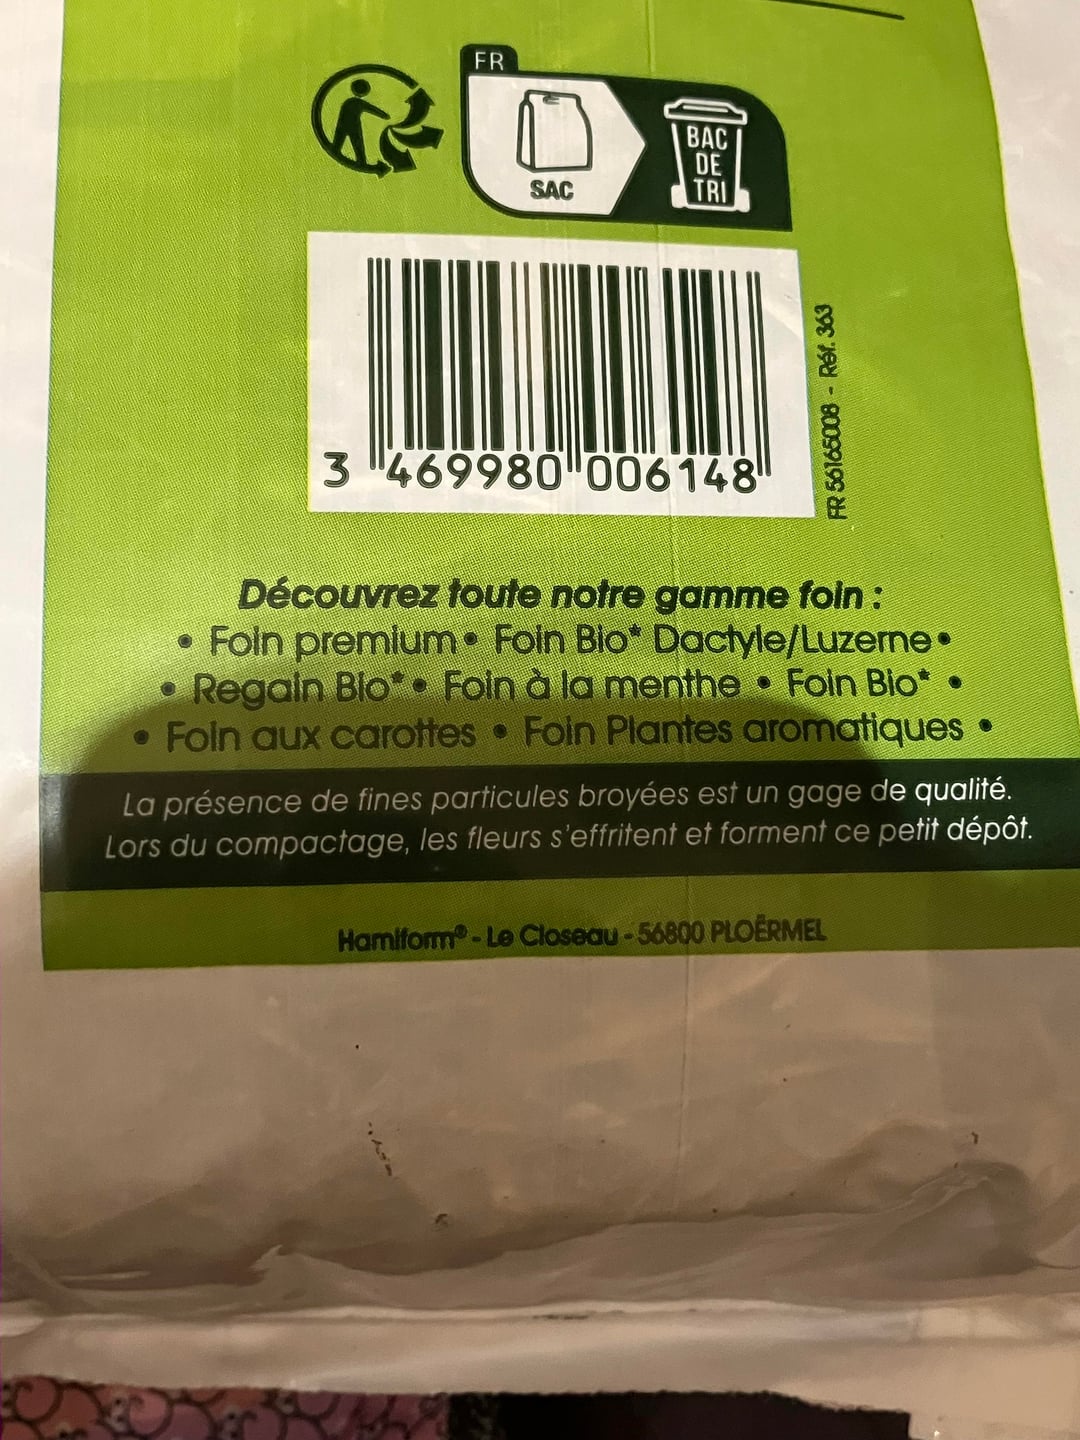 FR
SAC
BAC
DE
TRI
3 469980 006148
FR 56165008 - Réf. 363
Découvrez toute notre gamme foin :
• Foin premium • Foin Bio* Dactyle/Luzerne •
• Regain Bio* • Foin à la menthe • Foin Bio* •
• Foin aux carottes • Foin Plantes aromatiques •
La présence de fines particules broyées est un gage de qualité.
Lors du compactage, les fleurs s'effritent et forment ce petit dépôt.
Hamiform® - Le Closeau - 56800 PLOËRMEL